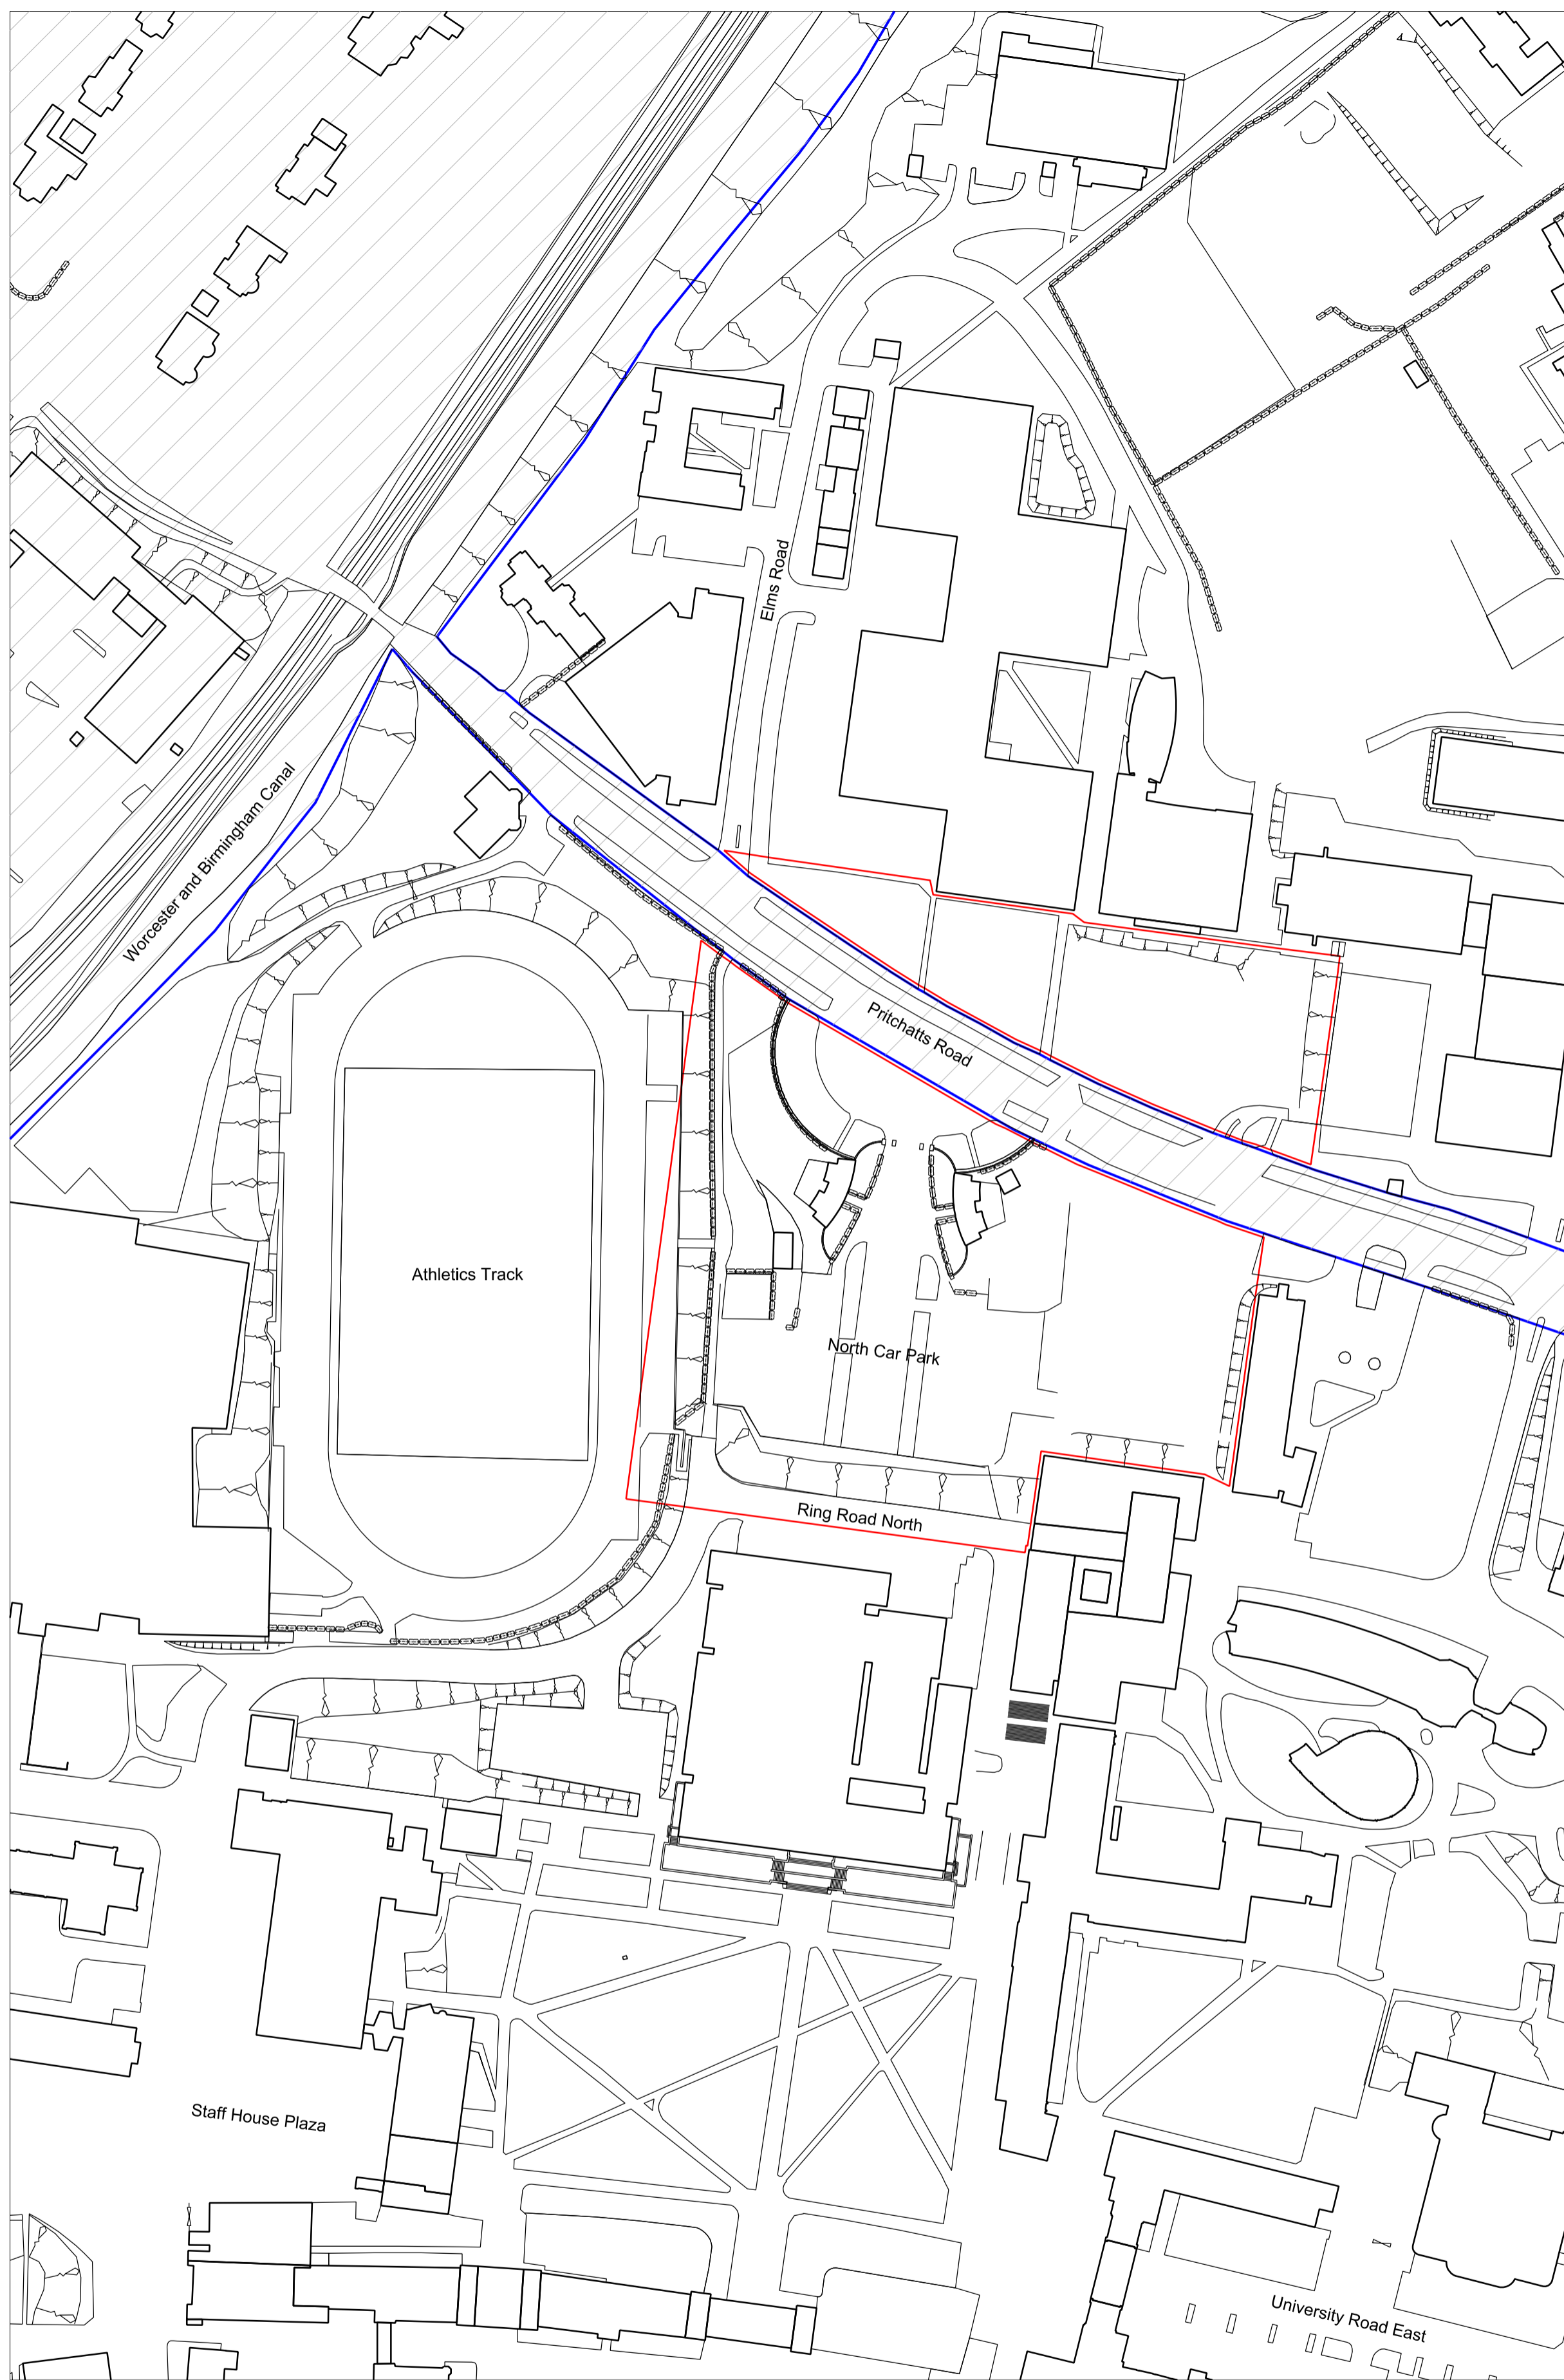 Elms Road
Worcester and Birmingham Canal
Pritchatts Road
Athletics Track
North Car Park
Ring Road North
Staff House Plaza
University Road East